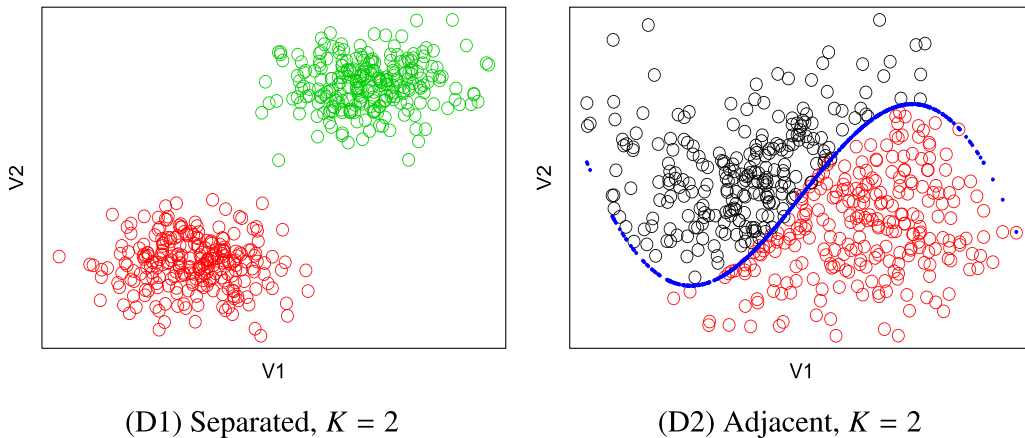 V2
V1
(D1) Separated, K = 2
V2
V1
(D2) Adjacent, K = 2